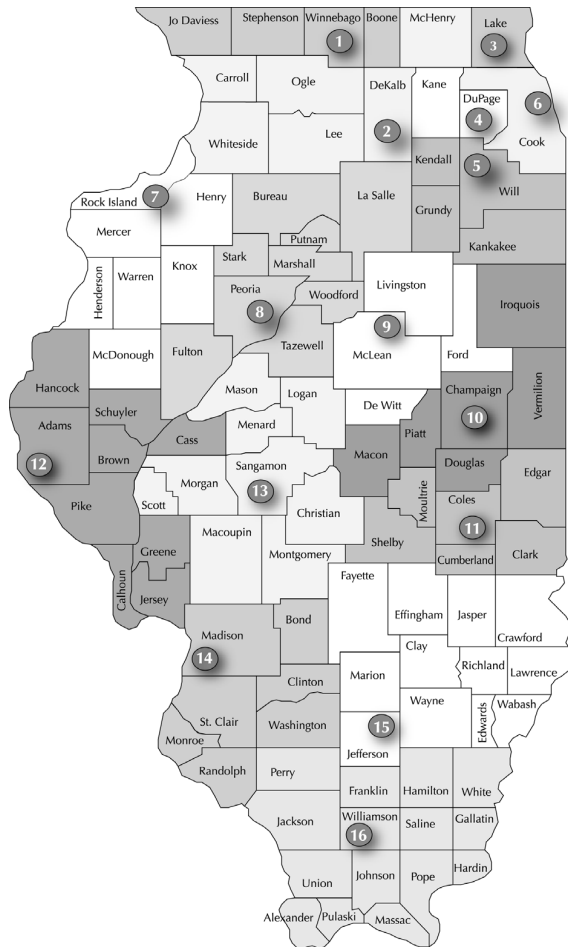 Jo Daviess
Stephenson
Winnebago
Boone
McHenry
Lake
1
3
Carroll
Ogle
DeKalb
Kane
DuPage
6
2
4
Cook
Whiteside
Lee
Kendall
5
Will
Rock Island
7
Henry
Bureau
La Salle
Grundy
Mercer
Putnam
Kankakee
Henderson
Warren
Knox
Stark
Marshall
Peoria
Woodford
Livingston
Iroquois
8
9
McDonough
Fulton
Tazewell
McLean
Ford
Hancock
Mason
Logan
De Witt
Champaign
Vermilion
Schuyler
Adams
Menard
Piatt
10
Cass
Macon
12
Brown
Sangamon
Douglas
Edgar
13
Morgan
Pike
Scott
Moultrie
Coles
Christian
11
Macoupin
Greene
Montgomery
Shelby
Cumberland
Clark
Calhoun
Jersey
Fayette
Effingham
Jasper
Crawford
Bond
Madison
Clay
14
Richland
Lawrence
Clinton
Marion
Wayne
Edwards
Wabash
St. Clair
Washington
15
Monroe
Jefferson
Randolph
Perry
Franklin
Hamilton
White
Jackson
Williamson
Saline
Gallatin
16
Hardin
Union
Johnson
Pope
Alexander
Pulaski
Massac